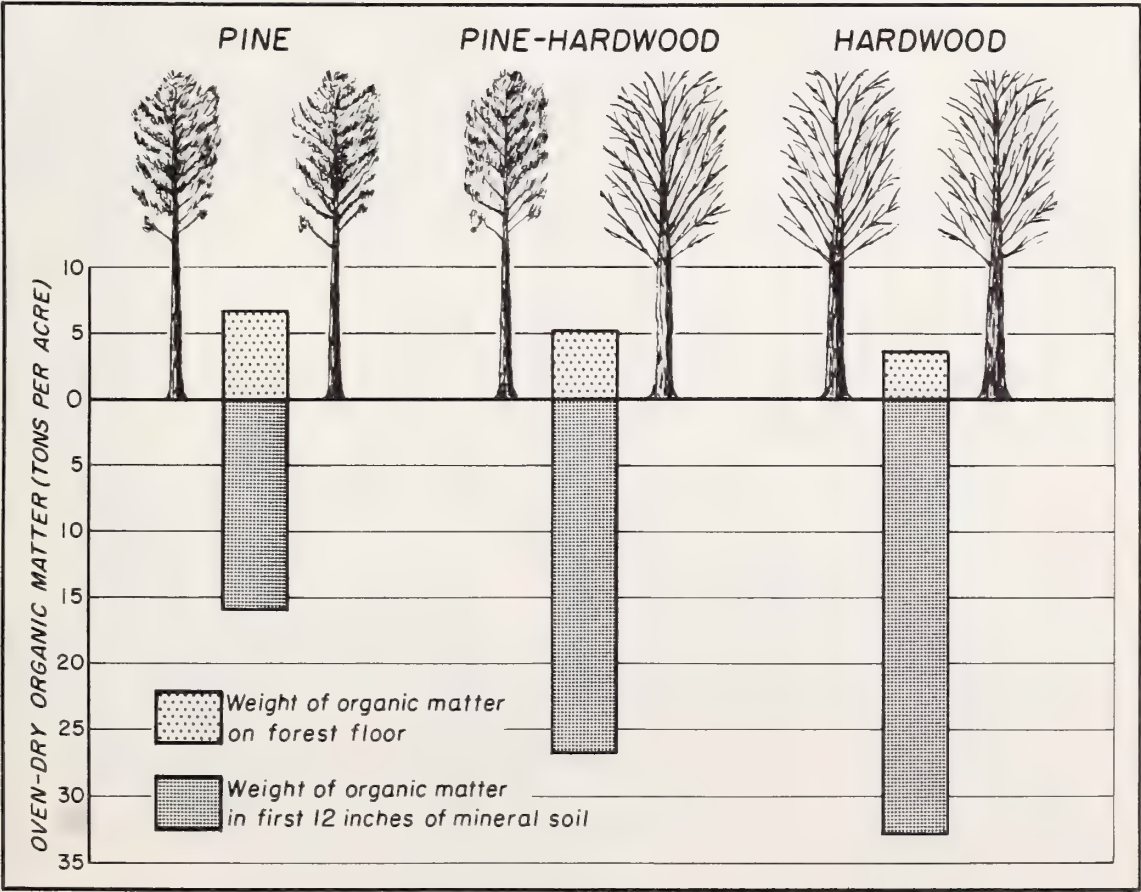 PINE
PINE-HARDWOOD
HARDWOOD
OVEN-DRY ORGANIC MATTER (TONS PER ACRE)
10
5
0
5
10
15
20
25
30
35
Weight of organic matter
on forest floor
Weight of organic matter
in first 12 inches of mineral soil